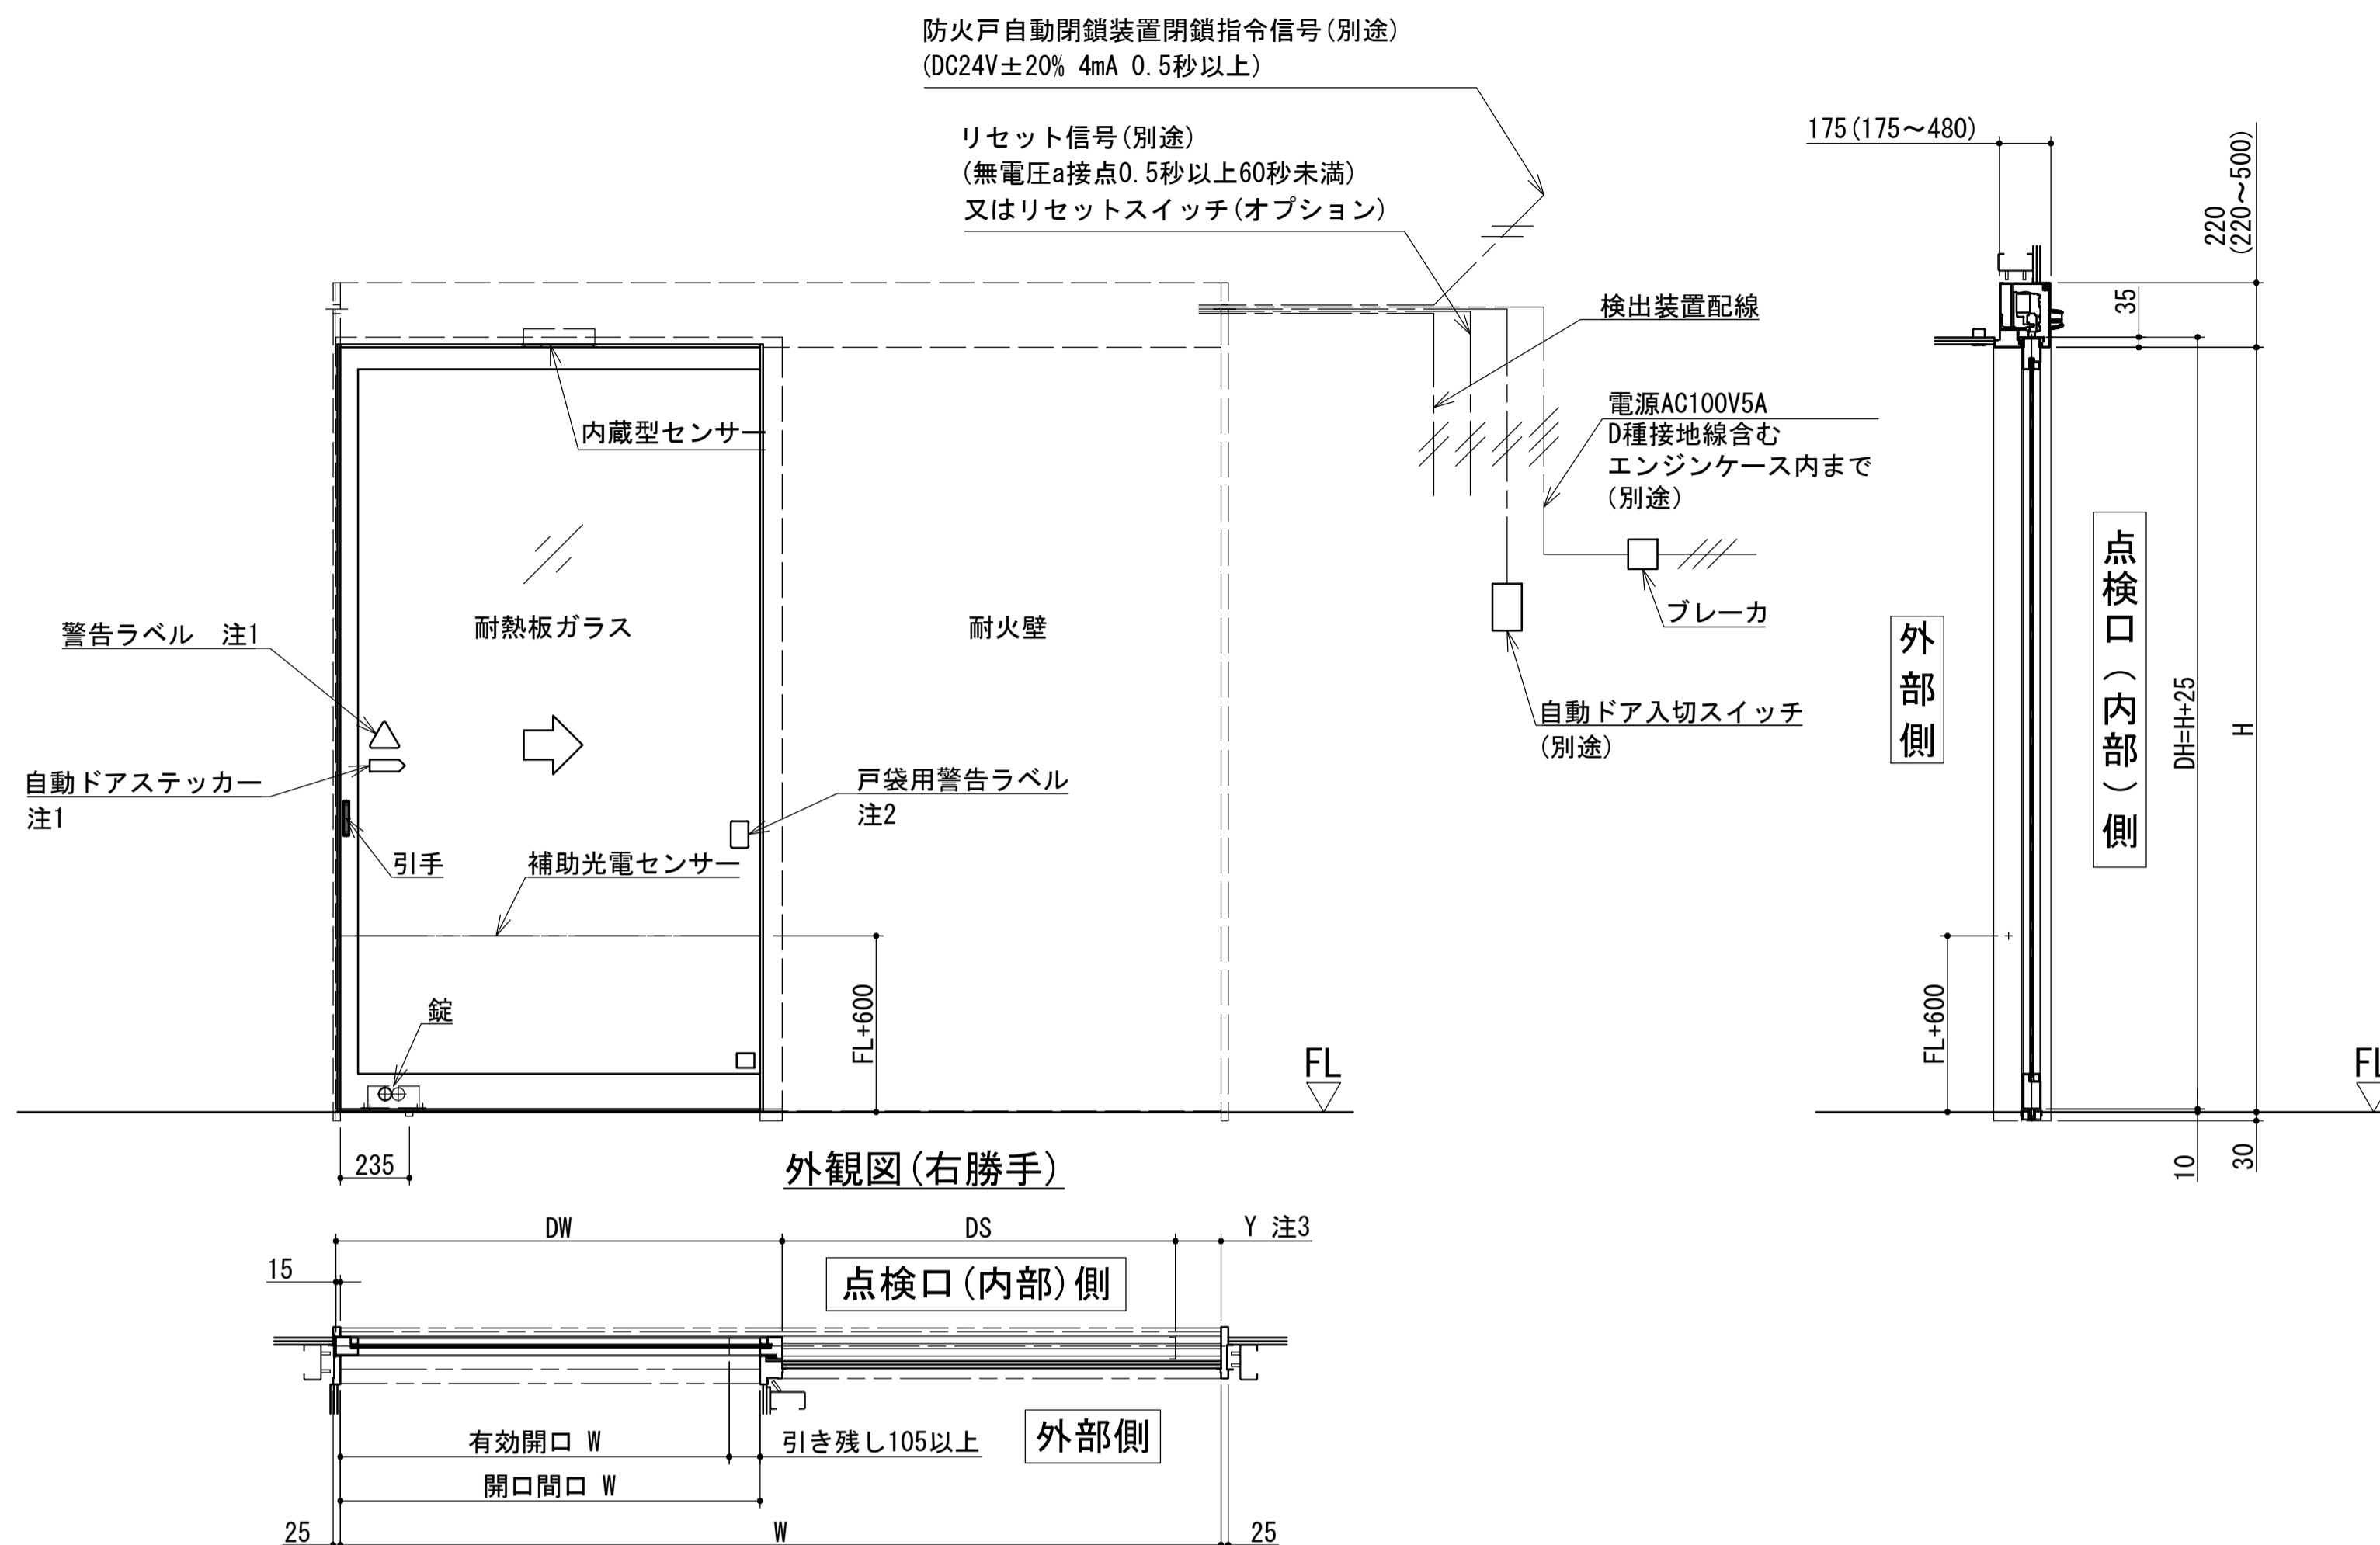 防火戸自動閉鎖装置閉鎖指令信号(別途)
(DC24V±20% 4mA 0.5秒以上)
リセット信号(別途)
(無電圧a接点0.5秒以上60秒未満)
又はリセットスイッチ(オプション)
175(175～480)
220
(220～500)
35
検出装置配線
電源AC100V5A
D種接地線含む
エンジンケース内まで
(別途)
内蔵型センサー
ブレーカ
耐熱板ガラス
耐火壁
警告ラベル 注1
自動ドア入切スイッチ
(別途)
自動ドアステッカー
注1
戸袋用警告ラベル
注2
引手
補助光電センサー
錠
FL+600
FL
235
外観図(右勝手)
外部側
点検口(内部)側
DH=H+25
H
FL+600
FL
10
30
DW
DS
Y 注3
15
点検口(内部)側
有効開口 W
引き残し105以上
外部側
開口間口 W
25
W
25